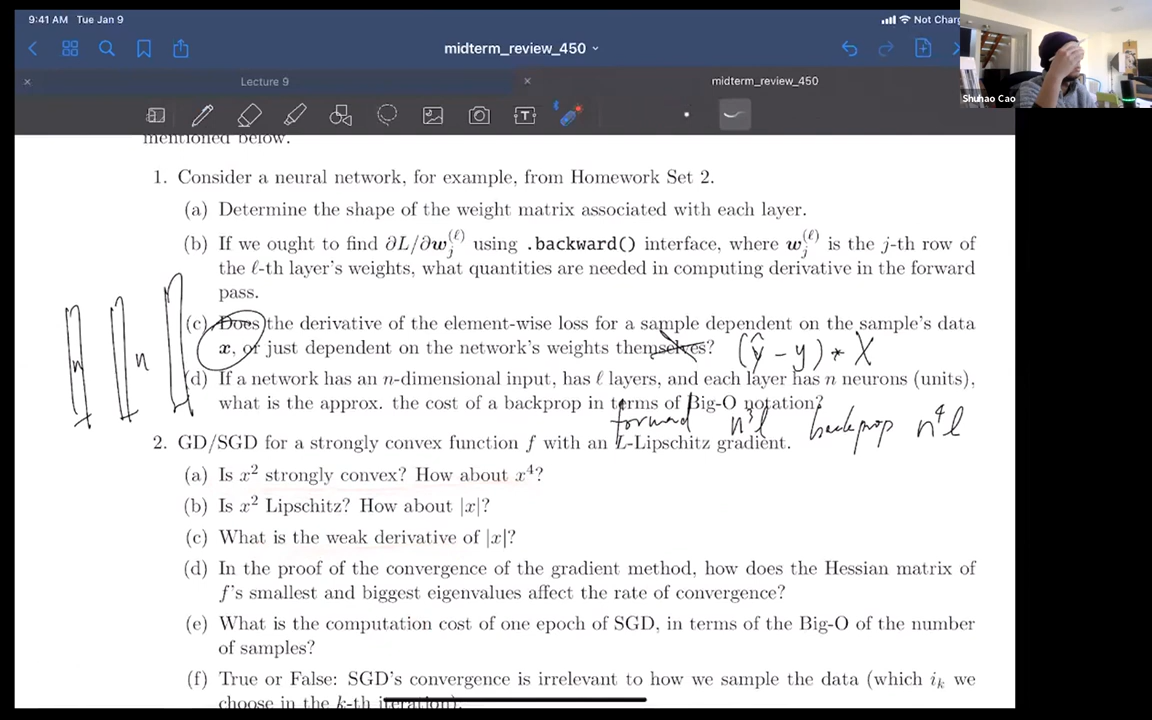 9:41 AM Tue Jan 9
Not Charg
midterm_review_450
Lecture 9
midterm_review_450
Shuhao Cao
mentioned below.
1. Consider a neural network, for example, from Homework Set 2.
(a) Determine the shape of the weight matrix associated with each layer.
(b) If we ought to find ∂L/∂w_j^(ℓ) using .backward() interface, where w_j^(ℓ) is the j-th row of
the ℓ-th layer's weights, what quantities are needed in computing derivative in the forward
pass.
(c) Does the derivative of the element-wise loss for a sample dependent on the sample's data
x, or just dependent on the network's weights themselves? (ŷ - y) * X
n n
(d) If a network has an n-dimensional input, has ℓ layers, and each layer has n neurons (units),
what is the approx. the cost of a backprop in terms of Big-O notation?
forward n³l backprop n⁴l
2. GD/SGD for a strongly convex function f with an L-Lipschitz gradient.
(a) Is x² strongly convex? How about x⁴?
(b) Is x² Lipschitz? How about |x|?
(c) What is the weak derivative of |x|?
(d) In the proof of the convergence of the gradient method, how does the Hessian matrix of
f's smallest and biggest eigenvalues affect the rate of convergence?
(e) What is the computation cost of one epoch of SGD, in terms of the Big-O of the number
of samples?
(f) True or False: SGD's convergence is irrelevant to how we sample the data (which i_k we
choose in the k-th iteration).